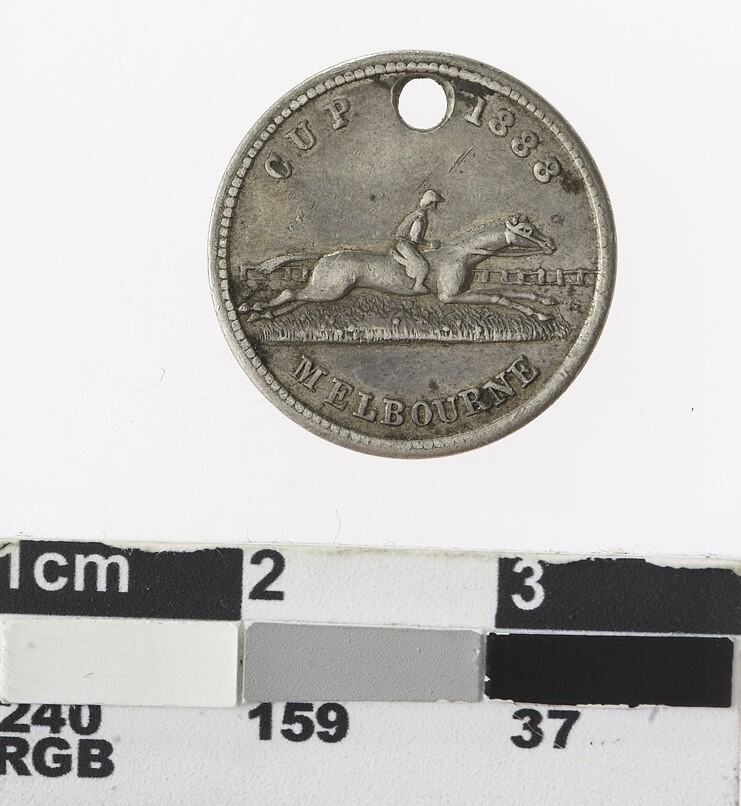 CUP 1888
MELBOURNE
1cm 2 3
240 159 37
RGB